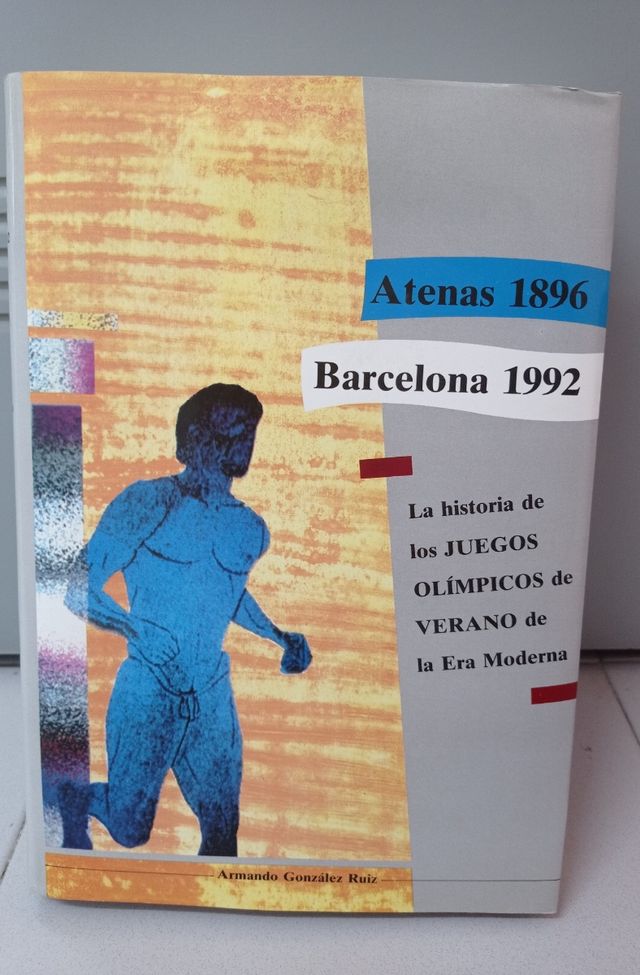 Atenas 1896
Barcelona 1992
La historia de
los JUEGOS
OLÍMPICOS de
VERANO de
la Era Moderna
Armando González Ruiz